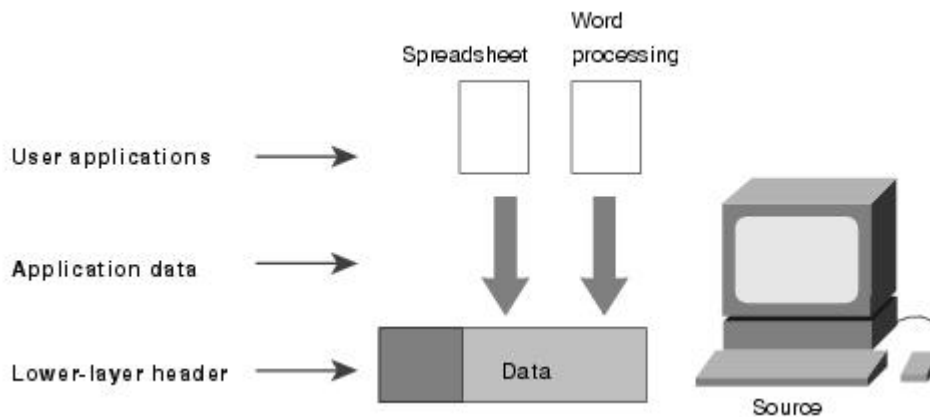 Word
Spreadsheet processing
User applications
Application data
Lower-layer header
Data
Source